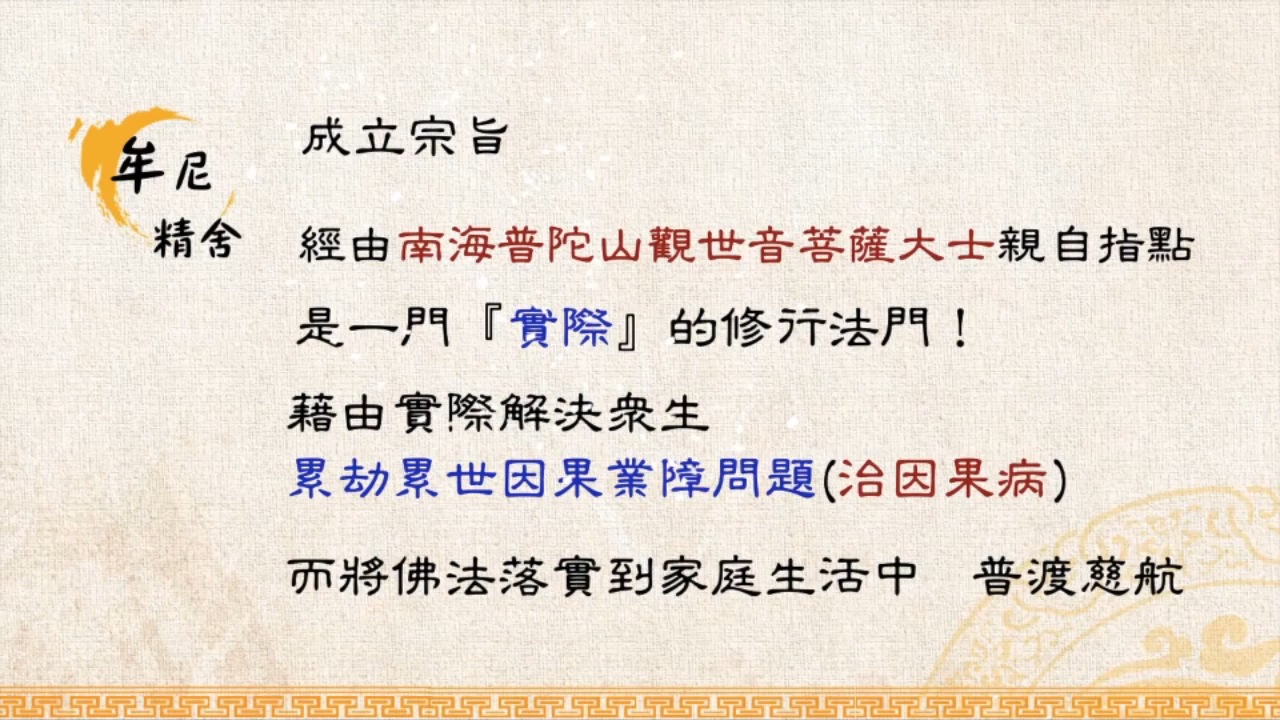 牟尼
精舍
成立宗旨
經由南海普陀山觀世音菩薩大士親自指點
是一門『實際』的修行法門！
藉由實際解決眾生
累劫累世因果業障問題(治因果病)
而將佛法落實到家庭生活中　普渡慈航